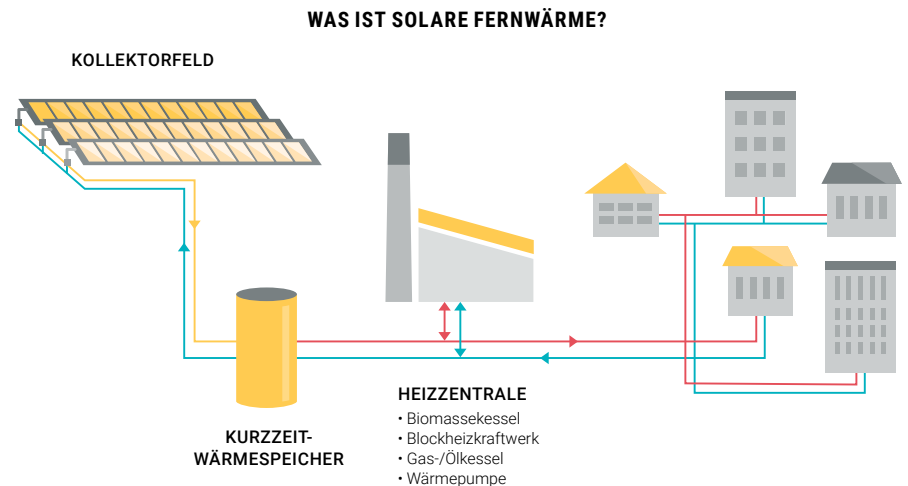 WAS IST SOLARE FERNWÄRME?
KOLLEKTORFELD
KURZZEIT-
WÄRMESPEICHER
HEIZZENTRALE
• Biomassekessel
• Blockheizkraftwerk
• Gas-/Ölkessel
• Wärmepumpe